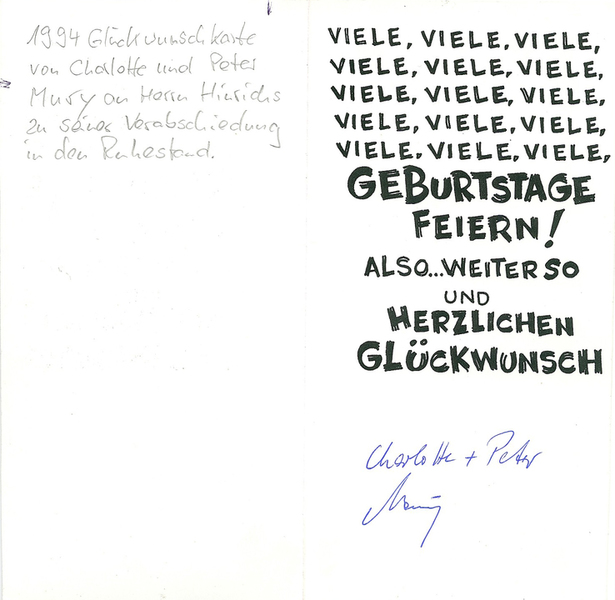 1994 Glückwunschkarte
von Charlotte und Peter
Mury an Herrn Hinrichs
zu seiner Verabschiedung
in den Ruhestand.
VIELE, VIELE, VIELE,
VIELE, VIELE, VIELE,
VIELE, VIELE, VIELE,
VIELE, VIELE, VIELE,
VIELE, VIELE, VIELE,
GEBURTSTAGE
FEIERN!
ALSO...WEITER SO
UND
HERZLICHEN
GLÜCKWUNSCH
Charlotte + Peter